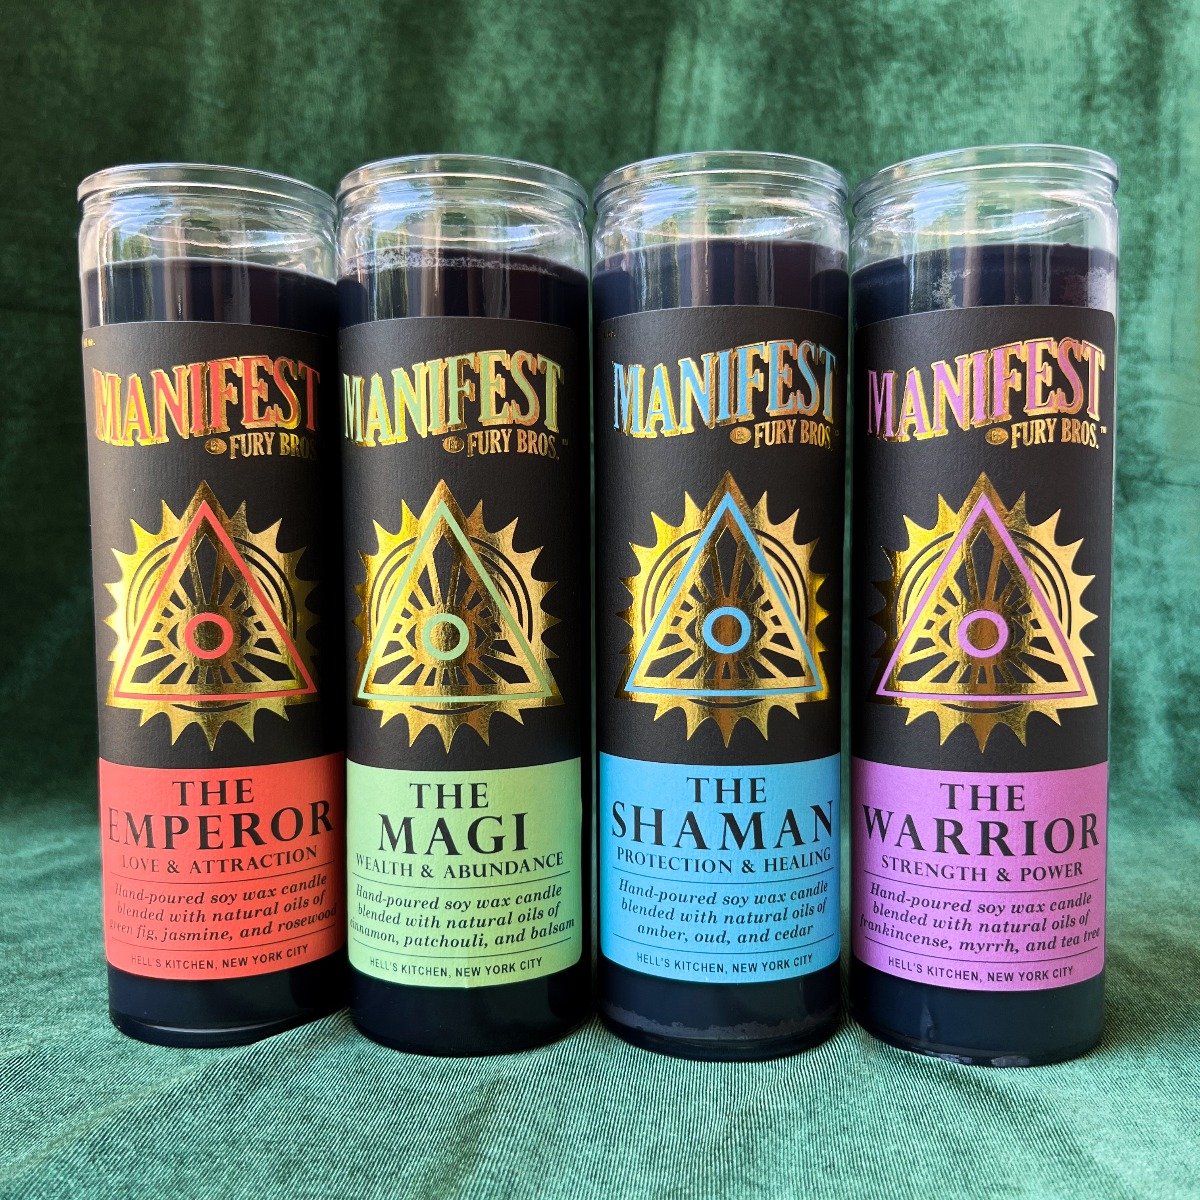 MANIFEST
FURY BROS.
THE
EMPEROR
LOVE & ATTRACTION
Hand-poured soy wax candle
blended with natural oils of
green fig, jasmine, and rosewood
HELL'S KITCHEN, NEW YORK CITY
MANIFEST
FURY BROS.™
THE
MAGI
WEALTH & ABUNDANCE
Hand-poured soy wax candle
blended with natural oils of
cinnamon, patchouli, and balsam
HELL'S KITCHEN, NEW YORK CITY
MANIFEST
FURY BROS.
THE
SHAMAN
PROTECTION & HEALING
Hand-poured soy wax candle
blended with natural oils of
amber, oud, and cedar
HELL'S KITCHEN, NEW YORK CITY
MANIFEST
FURY BROS.™
THE
WARRIOR
STRENGTH & POWER
Hand-poured soy wax candle
blended with natural oils of
frankincense, myrrh, and tea tree
HELL'S KITCHEN, NEW YORK CITY